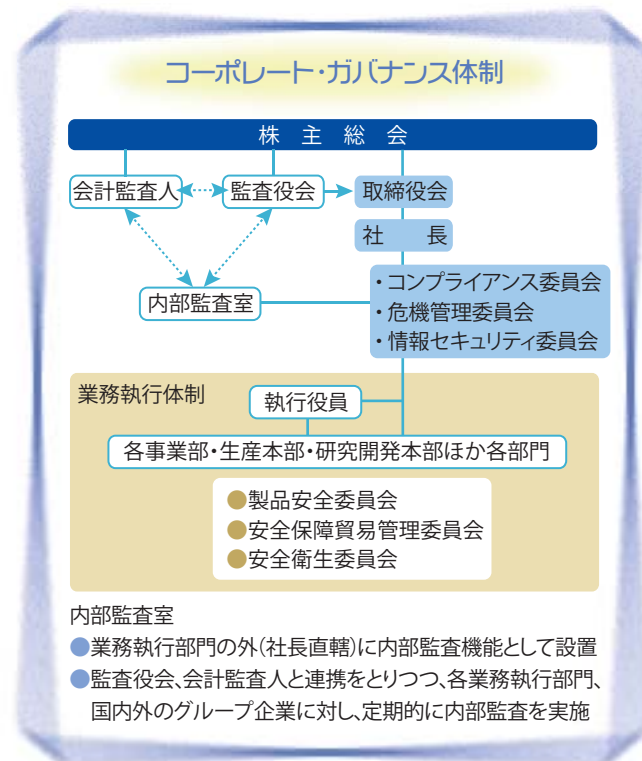 コーポレート・ガバナンス体制
株主総会
会計監査人
監査役会
取締役会
社長
内部監査室
・コンプライアンス委員会
・危機管理委員会
・情報セキュリティ委員会
業務執行体制
執行役員
各事業部・生産本部・研究開発本部ほか各部門
●製品安全委員会
●安全保障貿易管理委員会
●安全衛生委員会
内部監査室
●業務執行部門の外(社長直轄)に内部監査機能として設置
●監査役会、会計監査人と連携をとりつつ、各業務執行部門、
国内外のグループ企業に対し、定期的に内部監査を実施